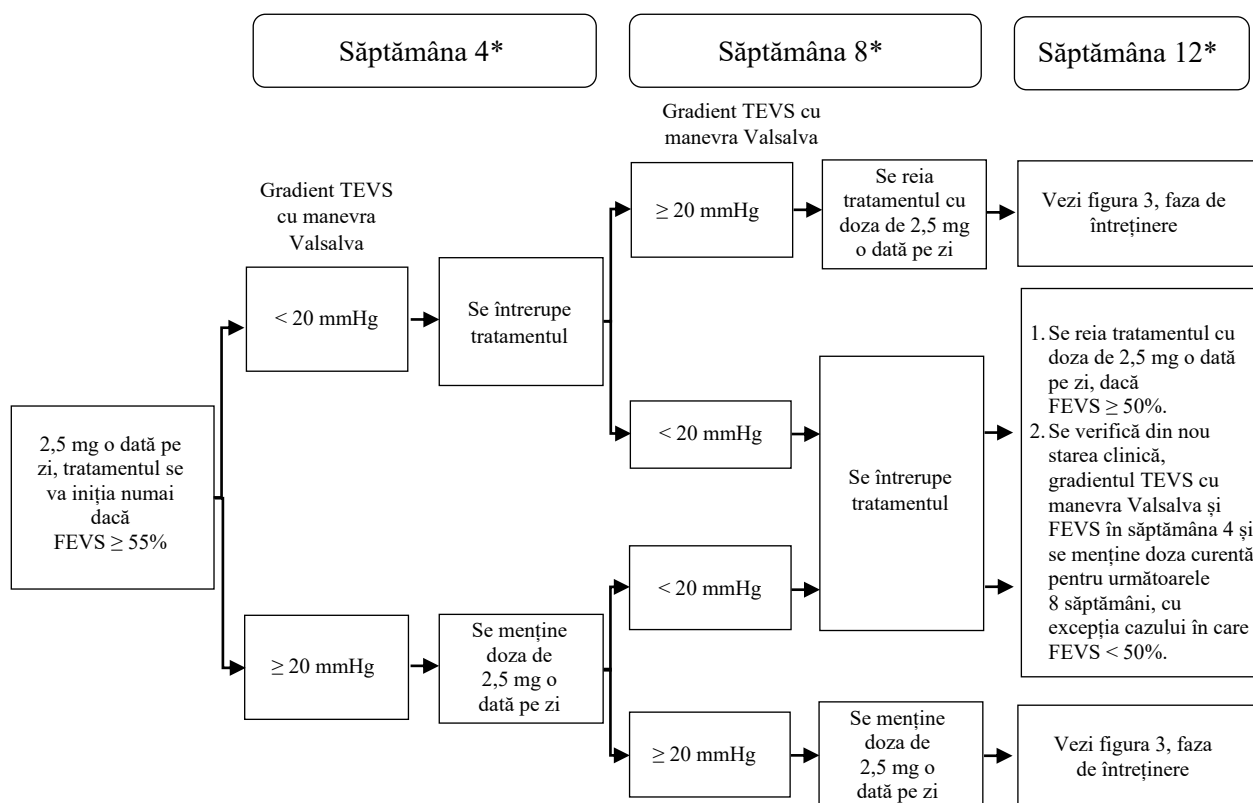 Săptămâna 4*
Săptămâna 8*
Săptămâna 12*
Gradient TEVS
cu manevra
Valsalva
Gradient TEVS cu
manevra Valsalva
2,5 mg o dată pe
zi, tratamentul se
va iniția numai
dacă
FEVS ≥ 55%
< 20 mmHg
Se întrerupe
tratamentul
≥ 20 mmHg
Se reia
tratamentul cu
doza de 2,5 mg
o dată pe zi
Vezi figura 3, faza de
întreținere
< 20 mmHg
Se întrerupe
tratamentul
1. Se reia tratamentul cu
doza de 2,5 mg o dată
pe zi, dacă
FEVS ≥ 50%.
2. Se verifică din nou
starea clinică,
gradientul TEVS cu
manevra Valsalva și
FEVS în săptămâna 4 și
se menține doza curentă
pentru următoarele
8 săptămâni, cu
excepția cazului în care
FEVS < 50%.
≥ 20 mmHg
Se menține
doza de
2,5 mg o
dată pe zi
< 20 mmHg
≥ 20 mmHg
Se menține
doza de
2,5 mg o
dată pe zi
Vezi figura 3, faza
de întreținere